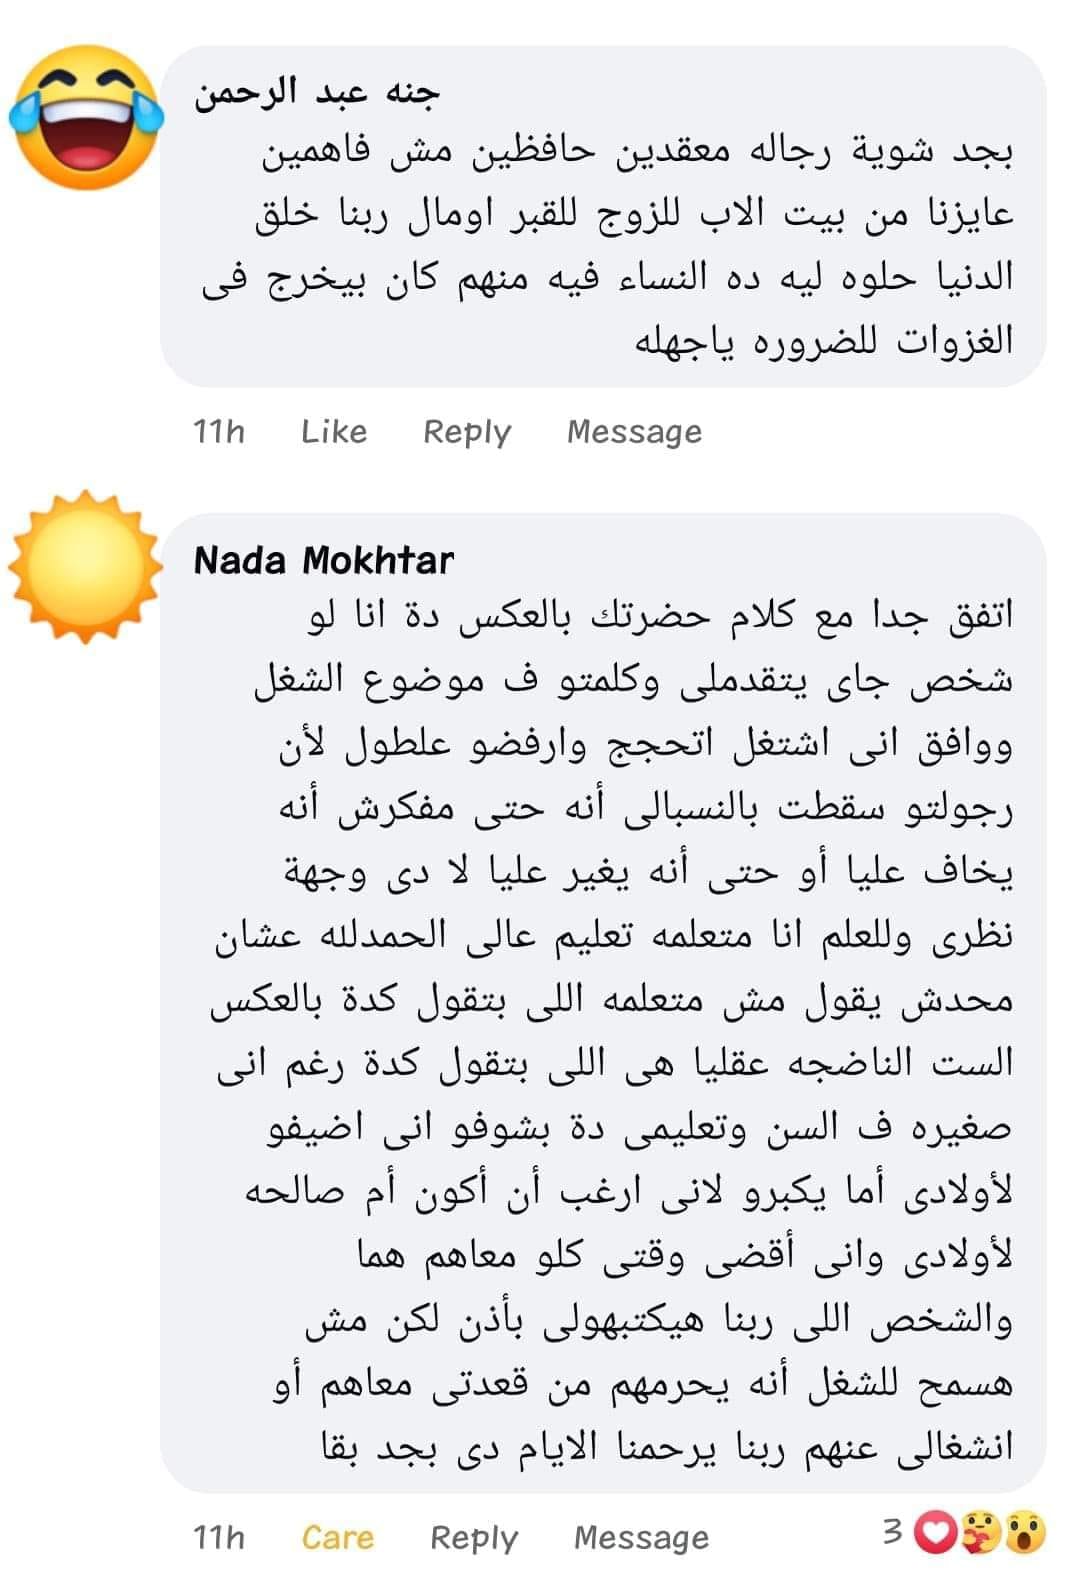 جنه عبد الرحمن
بجد شوية رجاله معقدين حافظين مش فاهمين
عايزنا من بيت الاب للزوج للقبر اومال ربنا خلق
الدنيا حلوه ليه ده النساء فيه منهم كان بيخرج فى
الغزوات للضروره ياجهله
11h Like Reply Message
Nada Mokhtar
اتفق جدا مع كلام حضرتك بالعكس دة انا لو
شخص جاى يتقدملى وكلمتو ف موضوع الشغل
ووافق انى اشتغل اتحجج وارفضو علطول لأن
رجولتو سقطت بالنسبالى أنه حتى مفكرش أنه
يخاف عليا أو حتى أنه يغير عليا لا دى وجهة
نظرى وللعلم انا متعلمه تعليم عالى الحمدلله عشان
محدش يقول مش متعلمه اللى بتقول كدة بالعكس
الست الناضجه عقليا هى اللى بتقول كدة رغم انى
صغيره ف السن وتعليمى دة بشوفو انى اضيفو
لأولادى أما يكبرو لانى ارغب أن أكون أم صالحه
لأولادى وانى أقضى وقتى كلو معاهم هما
والشخص اللى ربنا هيكتبهولى بأذن لكن مش
هسمح للشغل أنه يحرمهم من قعدتى معاهم أو
انشغالى عنهم ربنا يرحمنا الايام دى بجد بقا
11h Care Reply Message 3